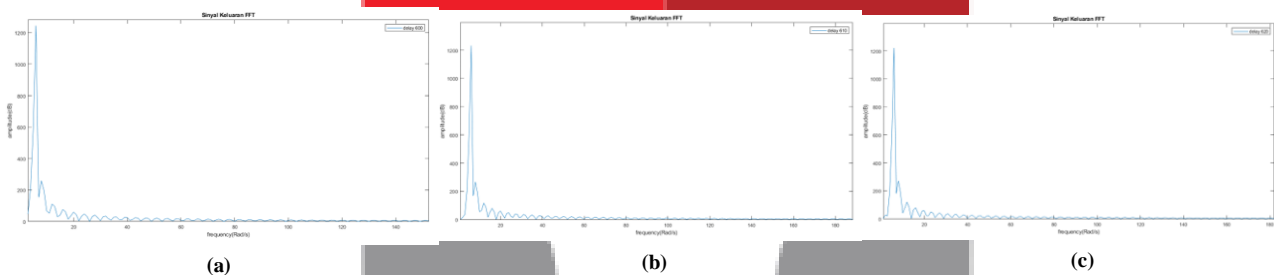 Sinyal Keluaran FFT
delay 600
1200
1000
800
600
400
200
0
20 40 60 80 100 120 140
amplitudo(dB)
frequency(Rad/s)
(a)
Sinyal Keluaran FFT
delay 610
1200
1000
800
600
400
200
0
20 40 60 80 100 120 140 160 180
amplitudo(dB)
frequency(Rad/s)
(b)
Sinyal Keluaran FFT
delay 620
1200
1000
800
600
400
200
0
20 40 60 80 100 120 140 160 180
amplitudo(dB)
frequency(Rad/s)
(c)